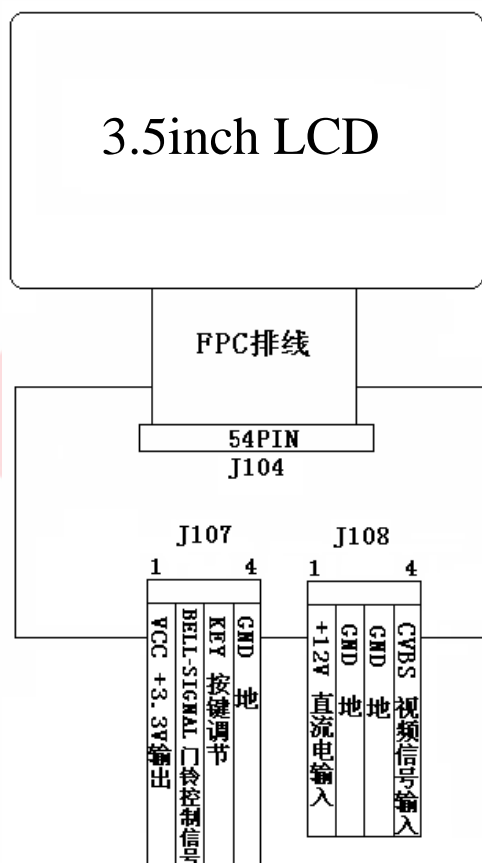 3.5inch LCD
FPC排线
54PIN
J104
J107
1 4
VCC +3.3V输出
BELL-SIGNAL 门铃控制信号
KEY 按键调节
GND 地
J108
1 4
+12V 直流电输入
GND 地
GND 地
CVBS 视频信号输入